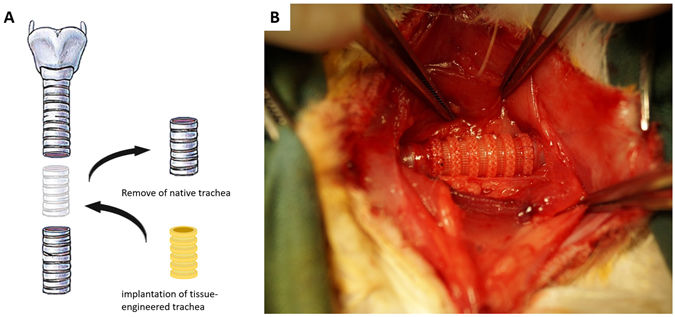 A
B
Remove of native trachea
implantation of tissue-
engineered trachea